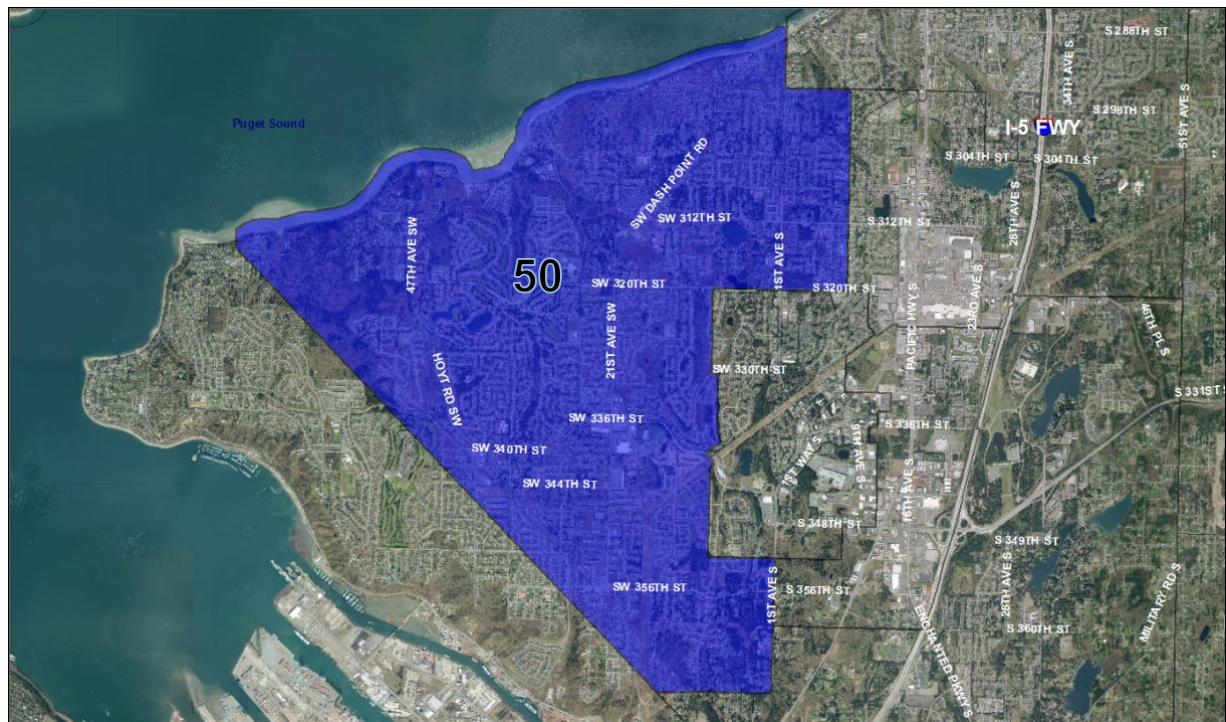 S 288TH ST
34TH AVE S
51ST AVE S
S 298TH ST
Puget Sound
I-5 FWY
SW DASH POINT RD
S 304TH ST
S 304TH ST
SW 312TH ST
S 312TH ST
28TH AVE S
47TH AVE SW
1ST AVE S
50
SW 320TH ST
S 320TH ST
23RD AVE S
PACIFIC HWY S
46TH PL S
21ST AVE SW
HOYT RD SW
SW 330TH ST
S 331ST S
SW 336TH ST
S 336TH ST
SW 340TH ST
1ST WAY S
9TH AVE S
SW 344TH ST
16TH AVE S
S 348TH ST
S 349TH ST
SW 356TH ST
1ST AVE S
S 356TH ST
28TH AVE S
MILITARY RD S
ENCHANTED PKWY S
S 360TH ST